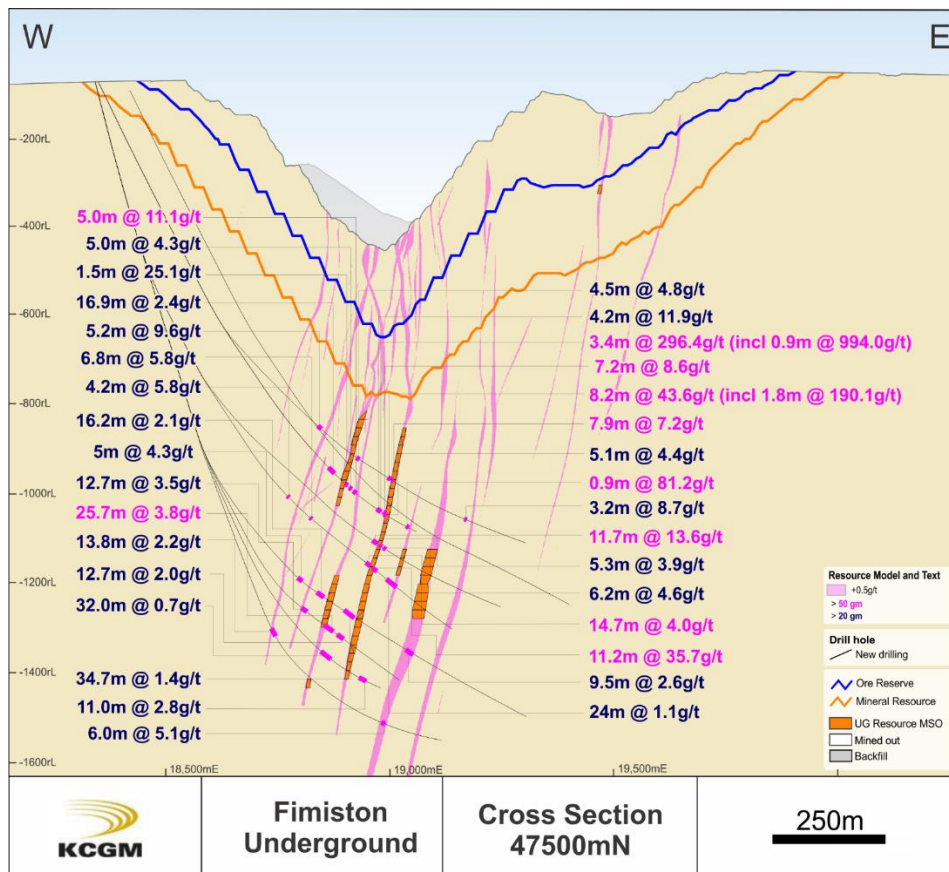 W
E
-200rL
-400rL
-600rL
-800rL
-1000rL
-1200rL
-1400rL
-1600rL
5.0m @ 11.1g/t
5.0m @ 4.3g/t
1.5m @ 25.1g/t
16.9m @ 2.4g/t
5.2m @ 9.6g/t
6.8m @ 5.8g/t
4.2m @ 5.8g/t
16.2m @ 2.1g/t
5m @ 4.3g/t
12.7m @ 3.5g/t
25.7m @ 3.8g/t
13.8m @ 2.2g/t
12.7m @ 2.0g/t
32.0m @ 0.7g/t
34.7m @ 1.4g/t
11.0m @ 2.8g/t
6.0m @ 5.1g/t
4.5m @ 4.8g/t
4.2m @ 11.9g/t
3.4m @ 296.4g/t (incl 0.9m @ 994.0g/t)
7.2m @ 8.6g/t
8.2m @ 43.6g/t (incl 1.8m @ 190.1g/t)
7.9m @ 7.2g/t
5.1m @ 4.4g/t
0.9m @ 81.2g/t
3.2m @ 8.7g/t
11.7m @ 13.6g/t
5.3m @ 3.9g/t
6.2m @ 4.6g/t
14.7m @ 4.0g/t
11.2m @ 35.7g/t
9.5m @ 2.6g/t
24m @ 1.1g/t
Resource Model and Text
+0.5g/t
> 50 gm
> 20 gm
Drill hole
New drilling
Ore Reserve
Mineral Resource
UG Resource MSO
Mined out
Backfill
18,500mE
19,000mE
19,500mE
KCGM
Fimiston
Underground
Cross Section
47500mN
250m